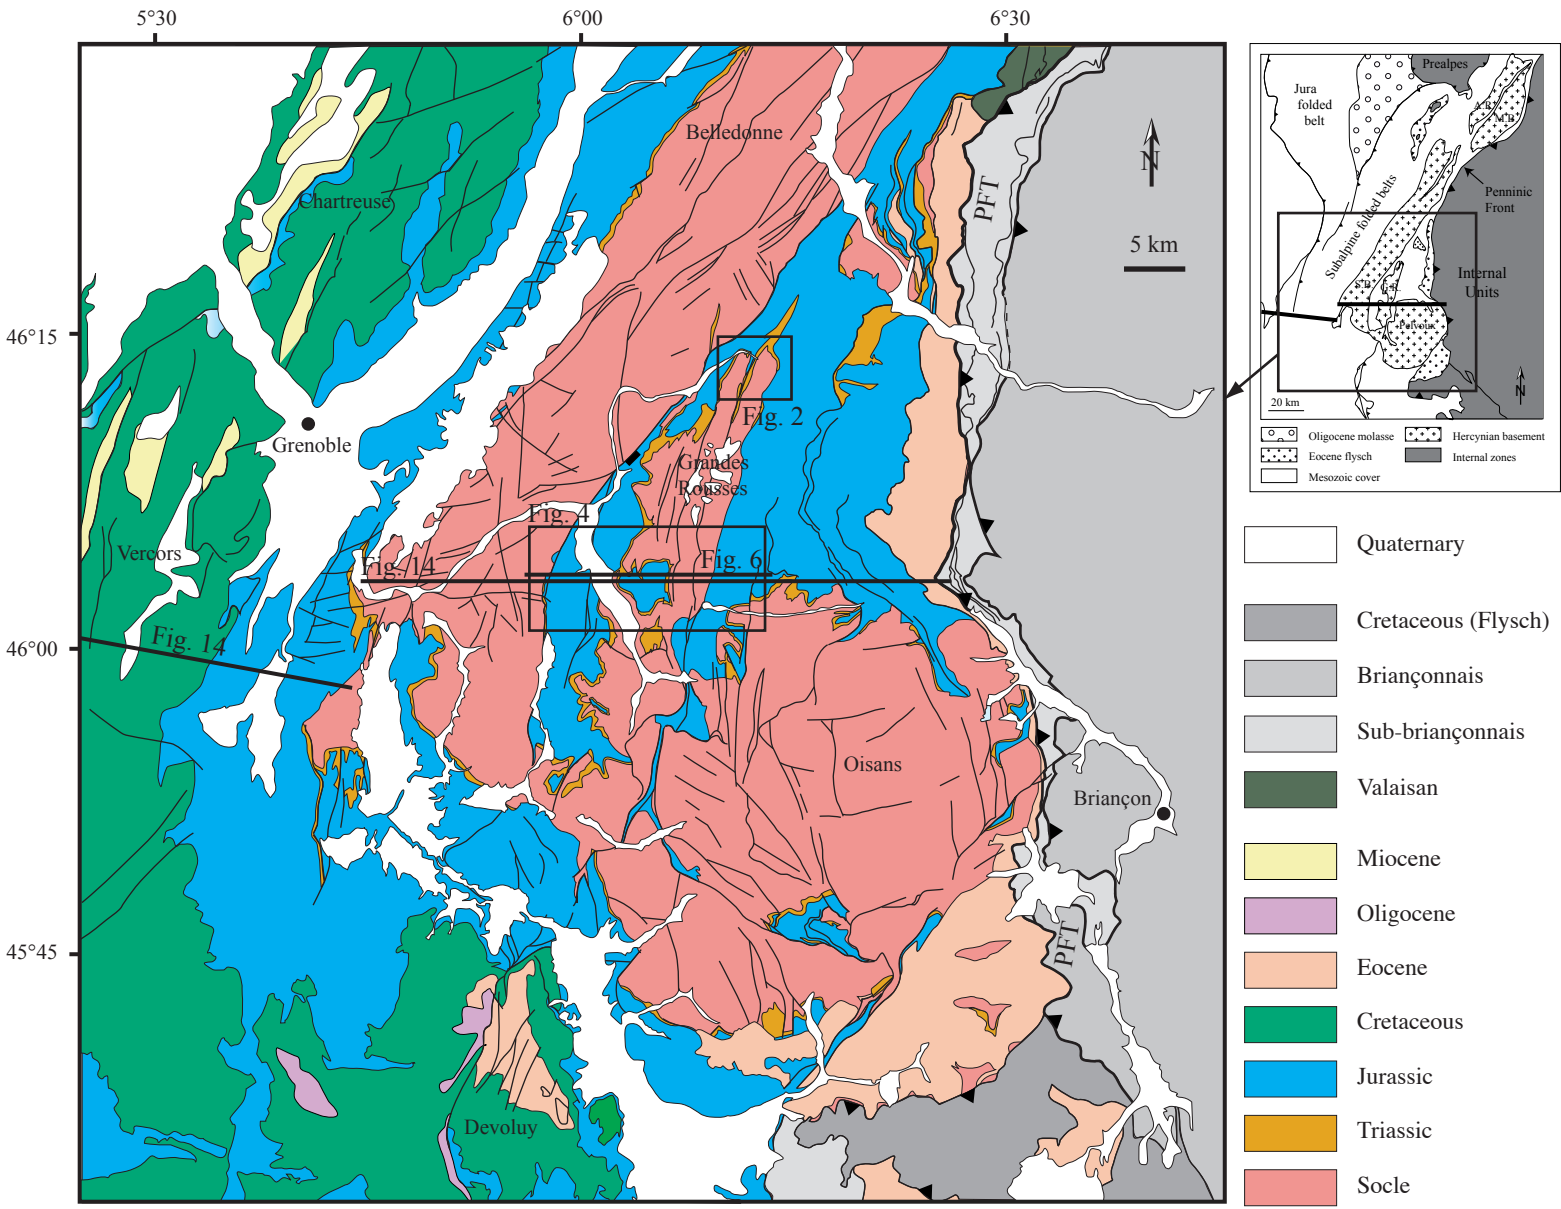 5°30
6°00
6°30
46°15
46°00
45°45
Belledonne
Chartreuse
PFT
N
5 km
Grenoble
Fig. 2
Grandes
Rousses
Fig. 4
Vercors
Fig. 14
Fig. 6
Fig. 14
Oisans
Briançon
PFT
Devoluy
Prealpes
Jura
folded
belt
A.R.
M.B.
Subalpine folded belts
Penninic
Front
Internal
Units
G.R.
Pelvoux
N
20 km
Oligocene molasse
Hercynian basement
Eocene flysch
Internal zones
Mesozoic cover
Quaternary
Cretaceous (Flysch)
Briançonnais
Sub-briançonnais
Valaisan
Miocene
Oligocene
Eocene
Cretaceous
Jurassic
Triassic
Socle